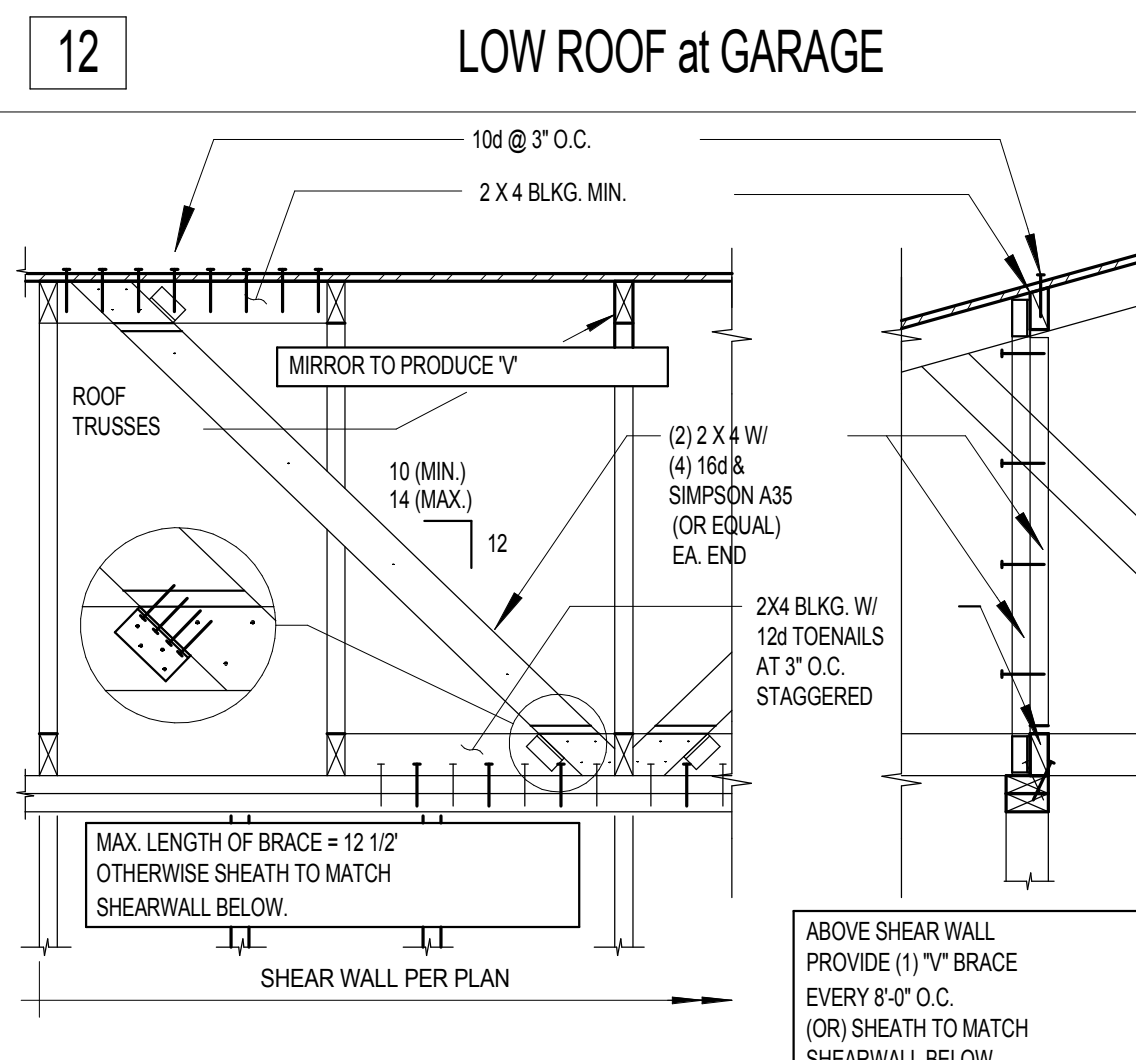 12
LOW ROOF at GARAGE
10d @ 3" O.C.
2 X 4 BLKG. MIN.
MIRROR TO PRODUCE 'V'
ROOF
TRUSSES
10 (MIN.)
14 (MAX.)
12
(2) 2 X 4 W/
(4) 16d &
SIMPSON A35
(OR EQUAL)
EA. END
2X4 BLKG. W/
12d TOENAILS
AT 3" O.C.
STAGGERED
MAX. LENGTH OF BRACE = 12 1/2'
OTHERWISE SHEATH TO MATCH
SHEARWALL BELOW.
SHEAR WALL PER PLAN
ABOVE SHEAR WALL
PROVIDE (1) "V" BRACE
EVERY 8'-0" O.C.
(OR) SHEATH TO MATCH
SHEARWALL BELOW